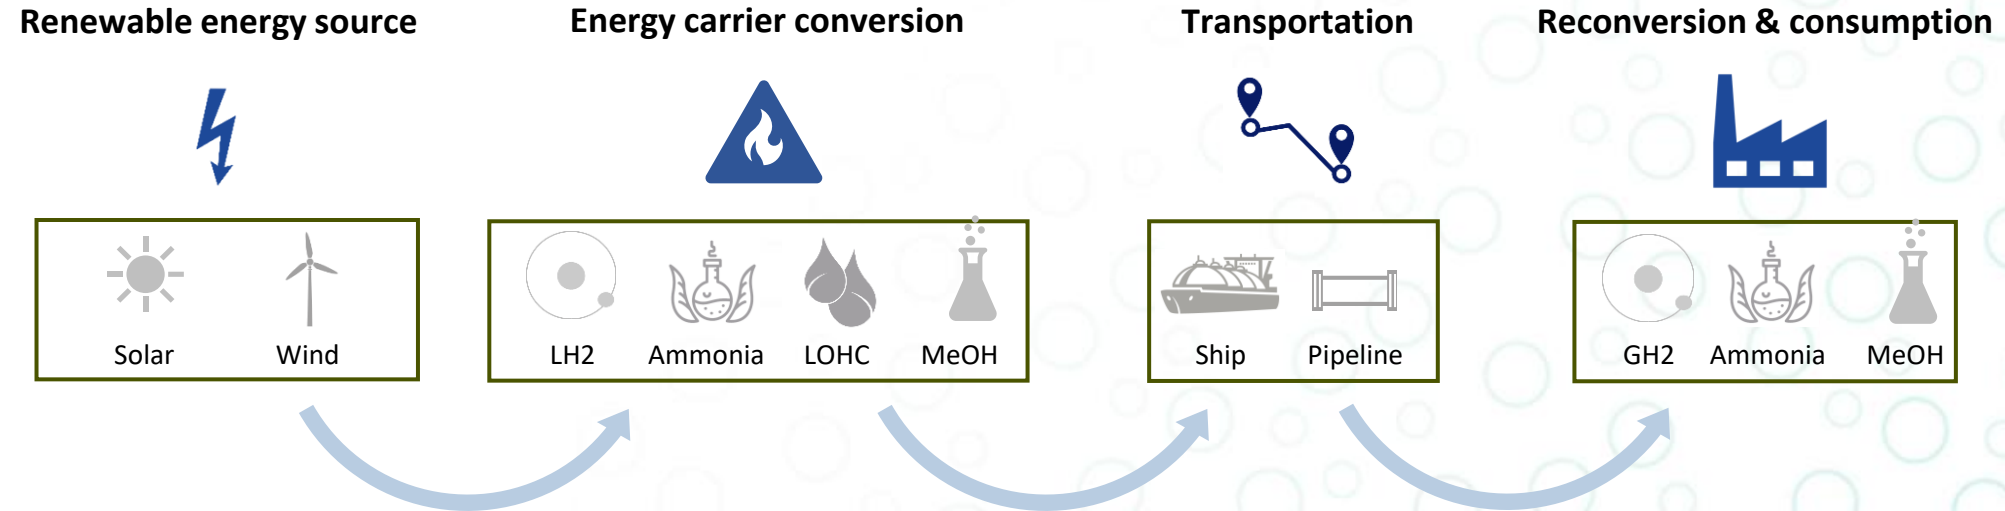 Renewable energy source
Energy carrier conversion
Transportation
Reconversion & consumption
Solar
Wind
LH2
Ammonia
LOHC
MeOH
Ship
Pipeline
GH2
Ammonia
MeOH